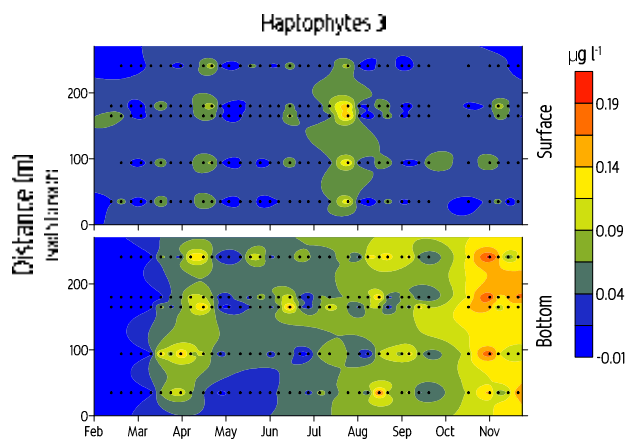 Haptophytes 3
µg l⁻¹
0.19
0.14
0.09
0.04
-0.01
Surface
200
100
0
Distance (m)
Bottom
200
100
0
Feb Mar Apr May Jun Jul Aug Sep Oct Nov